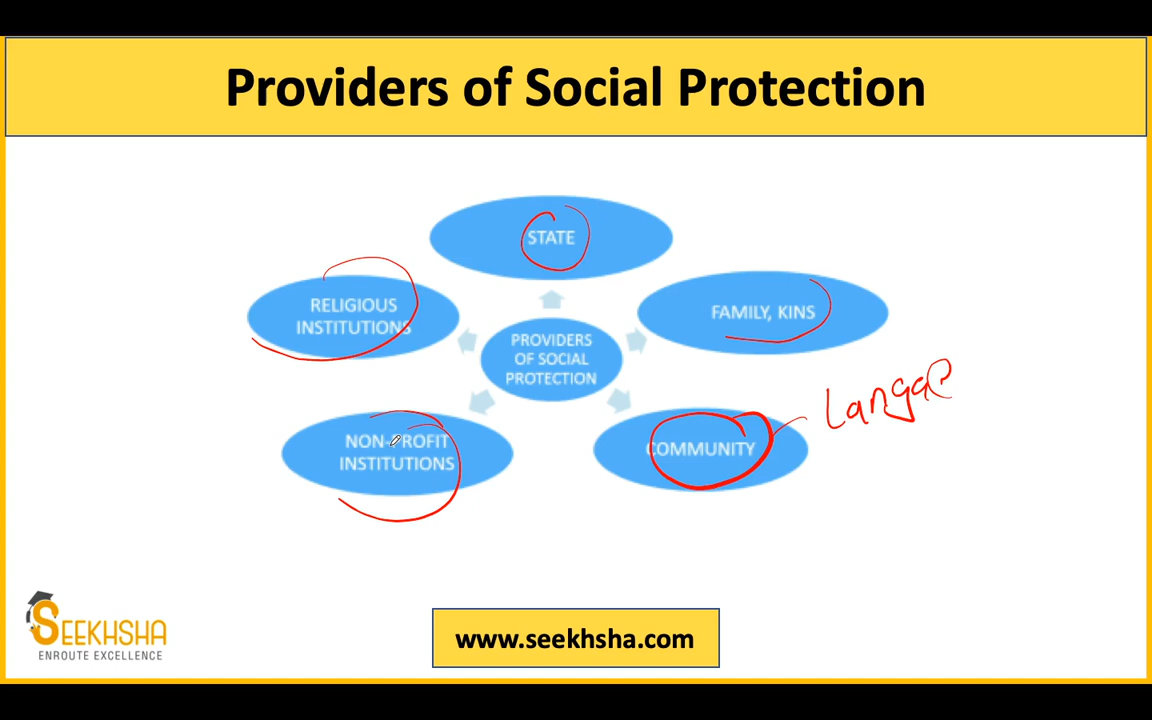 Providers of Social Protection
STATE
RELIGIOUS
INSTITUTIONS
FAMILY, KINS
PROVIDERS
OF SOCIAL
PROTECTION
NON-PROFIT
INSTITUTIONS
COMMUNITY
Langar
SEEKHSHA
ENROUTE EXCELLENCE
www.seekhsha.com